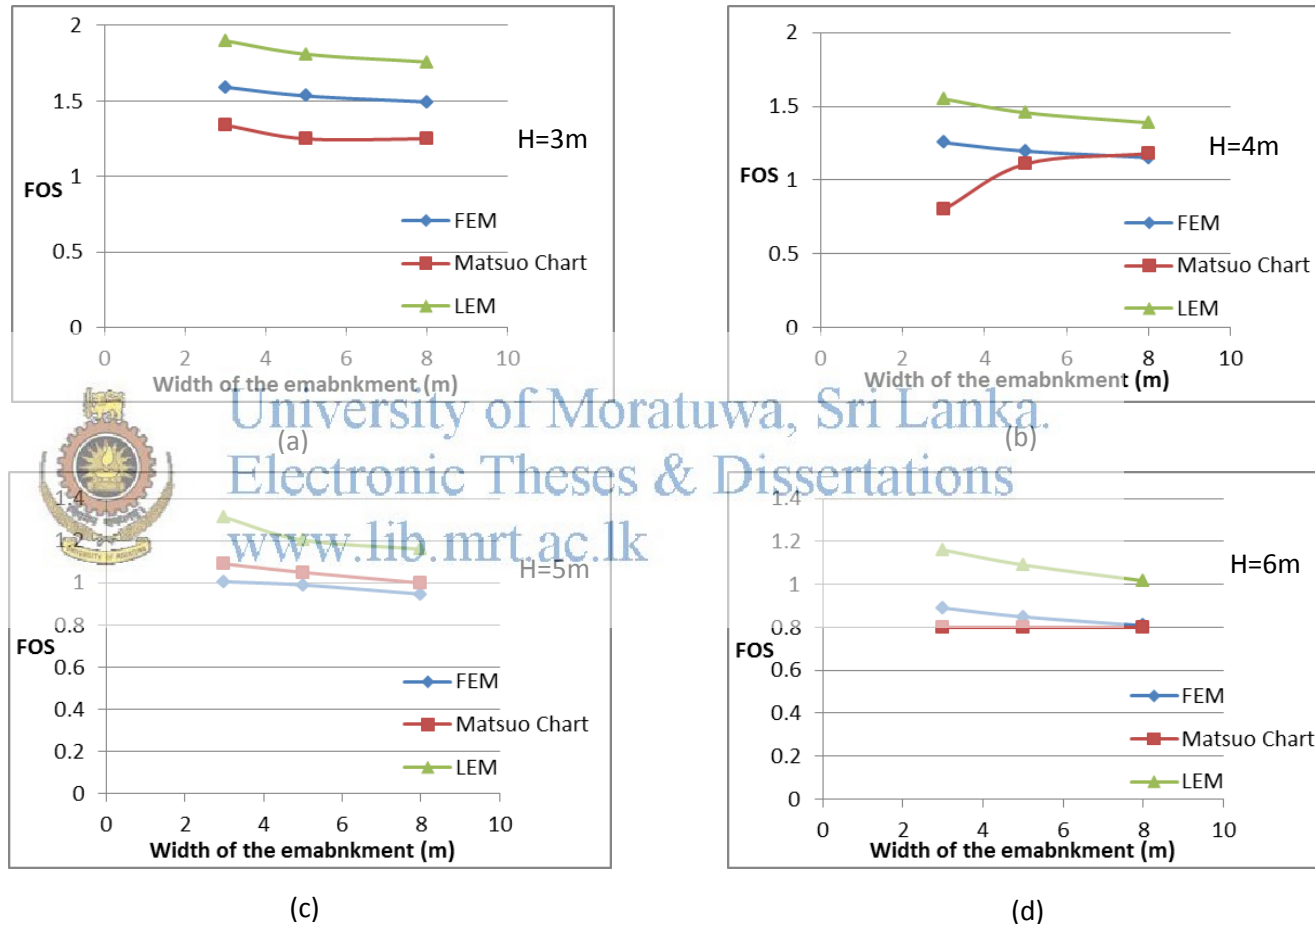 2
1.5
1
0.5
0
FOS
H=3m
FEM
Matsuo Chart
LEM
0 2 4 6 8 10
Width of the emabnkment (m)
(a)
2
1.5
1
0.5
0
FOS
H=4m
FEM
Matsuo Chart
LEM
0 2 4 6 8 10
Width of the emabnkment (m)
(b)
University of Moratuwa, Sri Lanka.
Electronic Theses & Dissertations
www.lib.mrt.ac.lk
UNIVERSITY OF MORATUWA
1.4
1.2
1
0.8
0.6
0.4
0.2
0
FOS
H=5m
FEM
Matsuo Chart
LEM
0 2 4 6 8 10
Width of the emabnkment (m)
(c)
1.4
1.2
1
0.8
0.6
0.4
0.2
0
FOS
H=6m
FEM
Matsuo Chart
LEM
0 2 4 6 8 10
Width of the emabnkment (m)
(d)